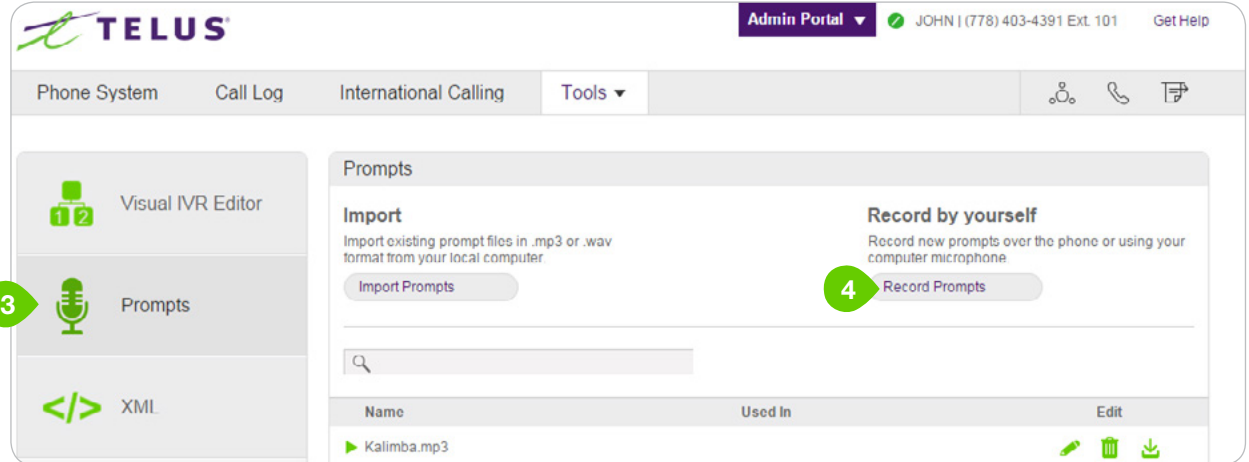 TELUS
Admin Portal JOHN | (778) 403-4391 Ext. 101 Get Help
Phone System Call Log International Calling Tools
1 2 Visual IVR Editor
3 Prompts
</> XML
Prompts
Import
Import existing prompt files in .mp3 or .wav
format from your local computer
Import Prompts
Record by yourself
Record new prompts over the phone or using your
computer microphone
4 Record Prompts
Name Used In Edit
Kalimba.mp3